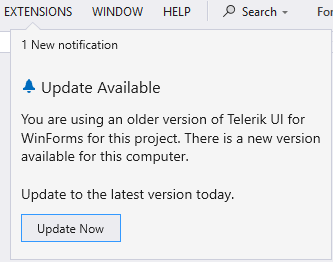 EXTENSIONS WINDOW HELP Search For
1 New notification
Update Available
You are using an older version of Telerik UI for
WinForms for this project. There is a new version
available for this computer.
Update to the latest version today.
Update Now